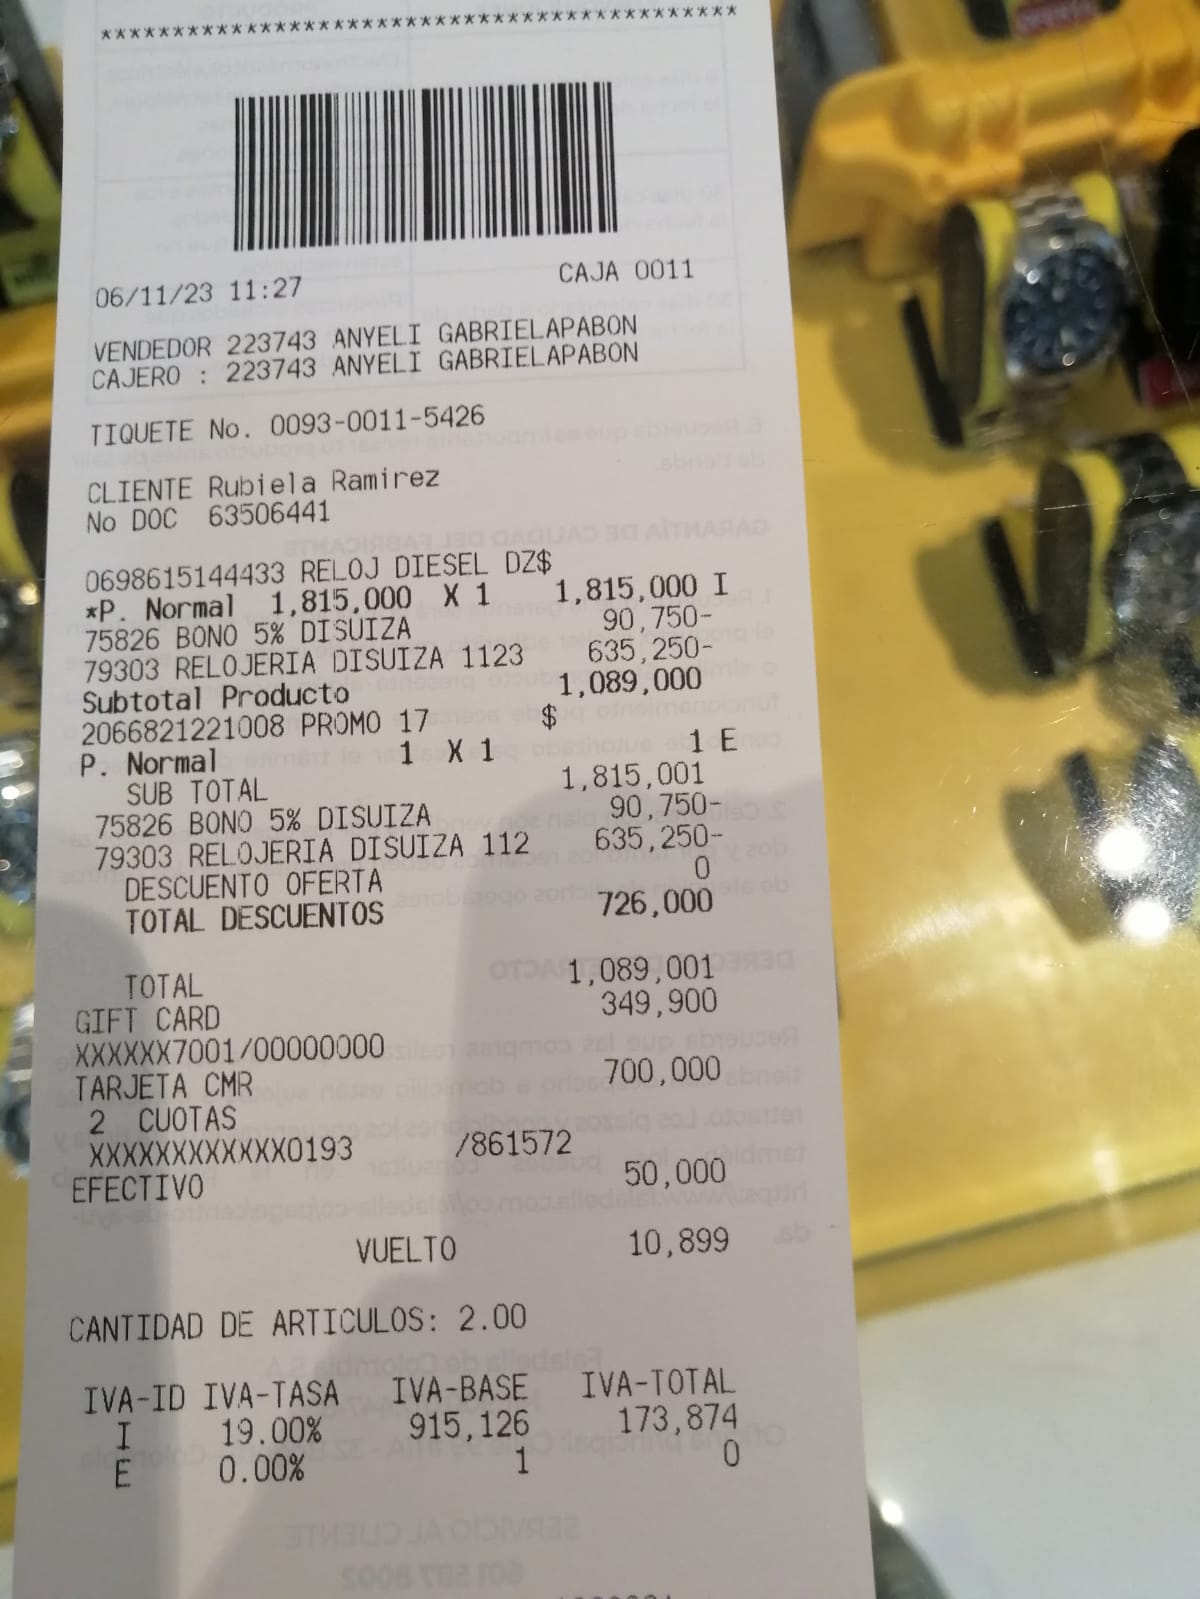 ******************************************
06/11/23 11:27 CAJA 0011
VENDEDOR 223743 ANYELI GABRIELAPABON
CAJERO : 223743 ANYELI GABRIELAPABON
TIQUETE No. 0093-0011-5426
CLIENTE Rubiela Ramirez
No DOC 63506441
0698615144433 RELOJ DIESEL DZ$
*P. Normal 1,815,000 X 1 1,815,000 I
75826 BONO 5% DISUIZA 90,750-
79303 RELOJERIA DISUIZA 1123 635,250-
Subtotal Producto 1,089,000
2066821221008 PROMO 17 $
P. Normal 1 X 1 1 E
SUB TOTAL 1,815,001
75826 BONO 5% DISUIZA 90,750-
79303 RELOJERIA DISUIZA 112 635,250-
DESCUENTO OFERTA 0
TOTAL DESCUENTOS 726,000
TOTAL 1,089,001
GIFT CARD 349,900
XXXXXX7001/00000000
TARJETA CMR 700,000
2 CUOTAS
XXXXXXXXXXXXX0193 /861572
EFECTIVO 50,000
VUELTO 10,899
CANTIDAD DE ARTICULOS: 2.00
IVA-ID IVA-TASA IVA-BASE IVA-TOTAL
I 19.00% 915,126 173,874
E 0.00% 1 0